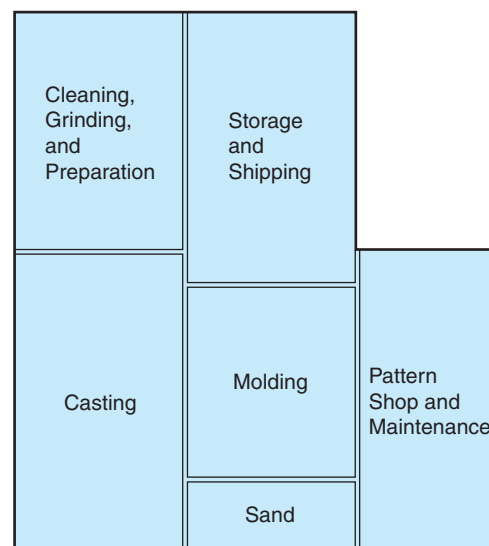 Cleaning,
Grinding,
and
Preparation
Storage
and
Shipping
Casting
Molding
Pattern
Shop and
Maintenance
Sand